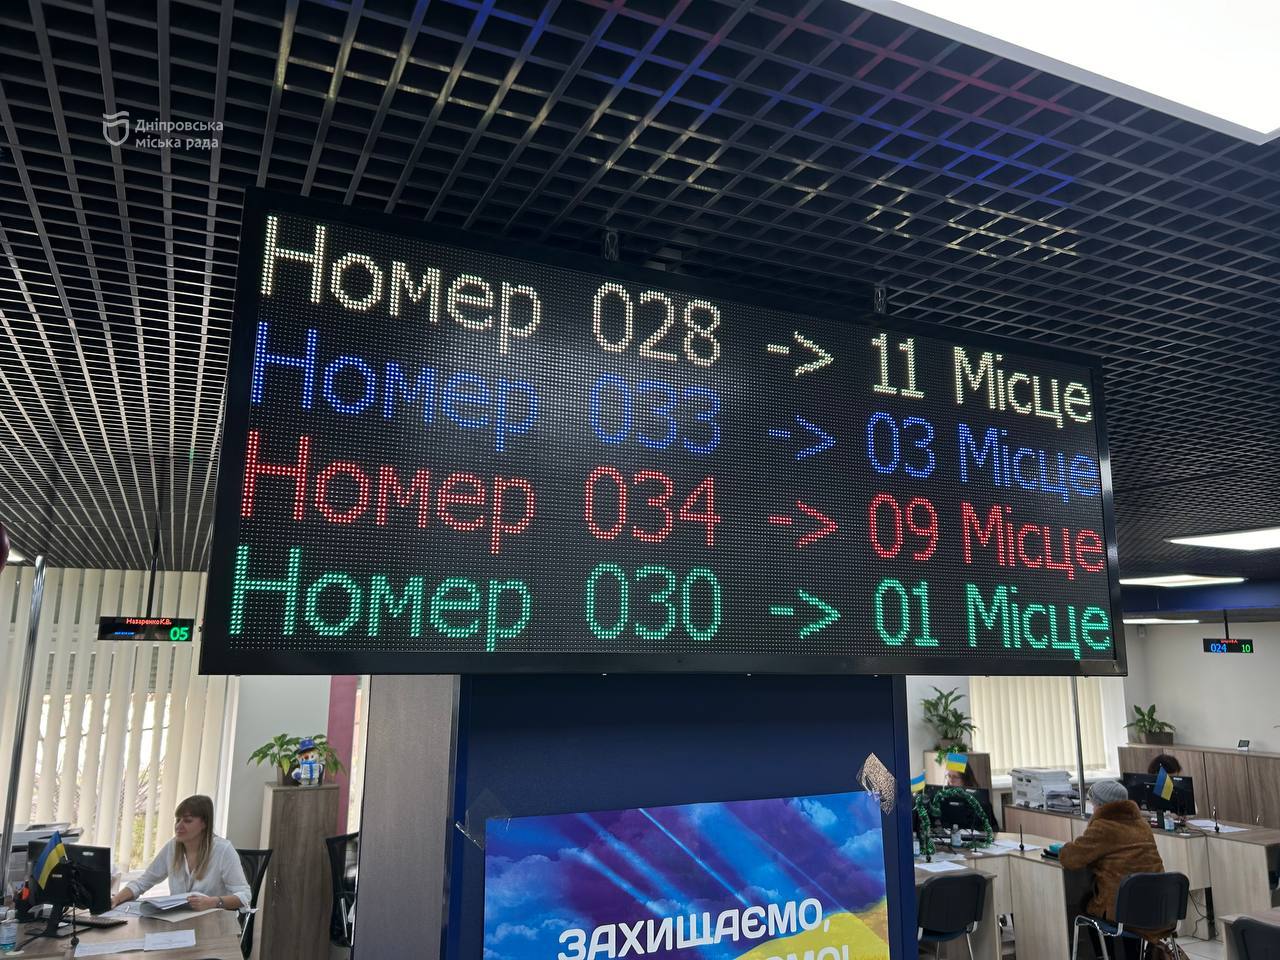 Дніпровська
міська рада
Номер 028 -> 11 Місце
Номер 033 -> 03 Місце
Номер 034 -> 09 Місце
Номер 030 -> 01 Місце
Назаренко К.В.
05
024 10
ЗАХИЩАЄМО,